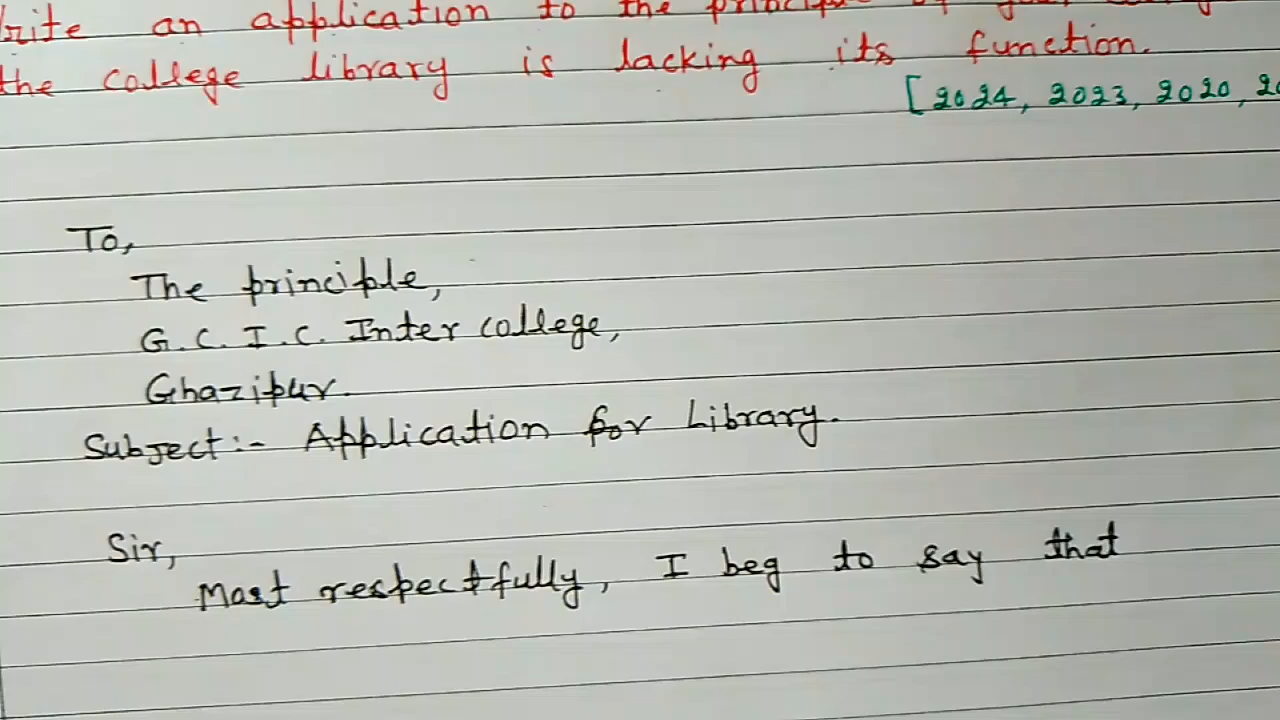 an application to the
the college library is lacking its function.
[2024, 2023, 2020,
To,
The principle,
G.C.I.C. Inter college,
Ghazipur.
Subject:- Application for Library.
Sir,
Most respectfully, I beg to say that